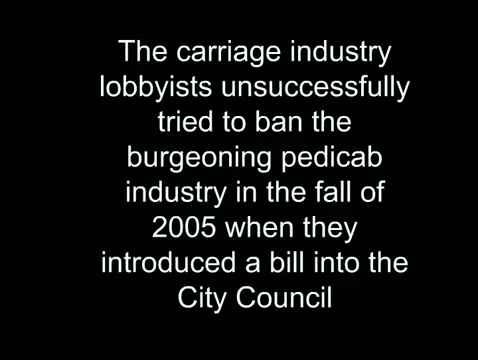 The carriage industry
lobbyists unsuccessfully
tried to ban the
burgeoning pedicab
industry in the fall of
2005 when they
introduced a bill into the
City Council